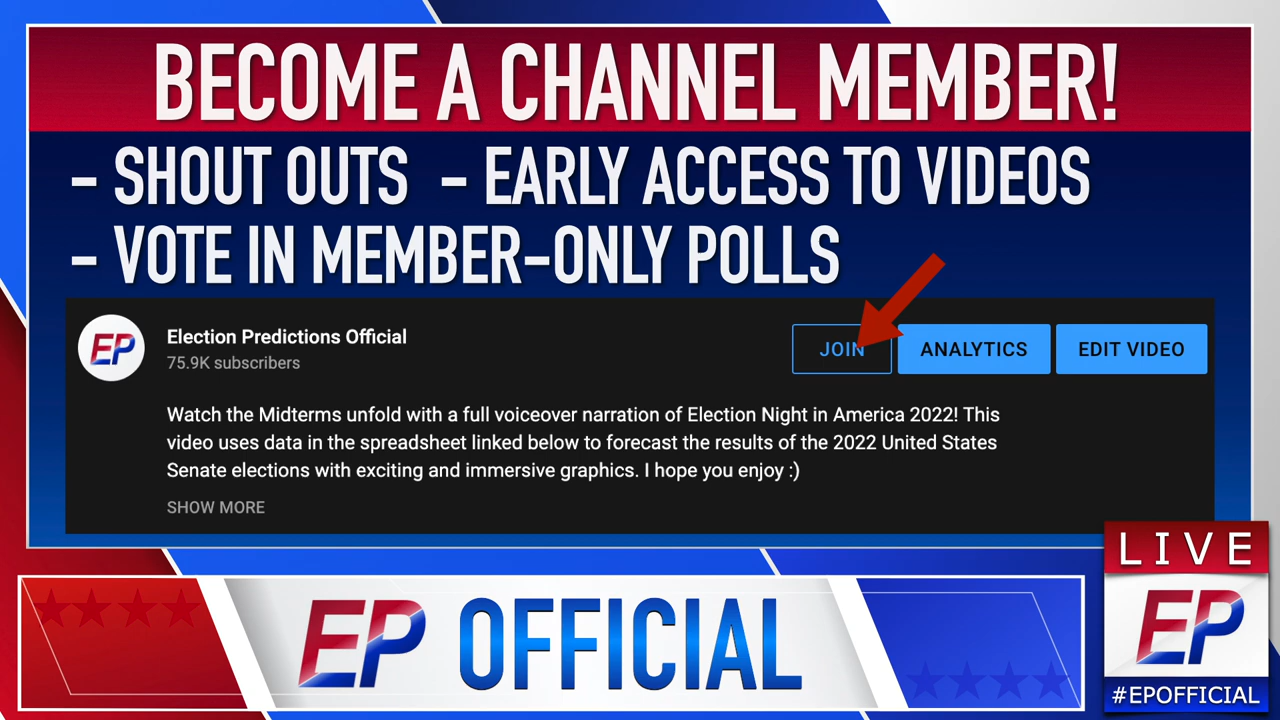 BECOME A CHANNEL MEMBER!
- SHOUT OUTS - EARLY ACCESS TO VIDEOS
- VOTE IN MEMBER-ONLY POLLS
EP
Election Predictions Official
75.9K subscribers
JOIN
ANALYTICS
EDIT VIDEO
Watch the Midterms unfold with a full voiceover narration of Election Night in America 2022! This
video uses data in the spreadsheet linked below to forecast the results of the 2022 United States
Senate elections with exciting and immersive graphics. I hope you enjoy :)
SHOW MORE
EP OFFICIAL
LIVE
EP
#EPOFFICIAL